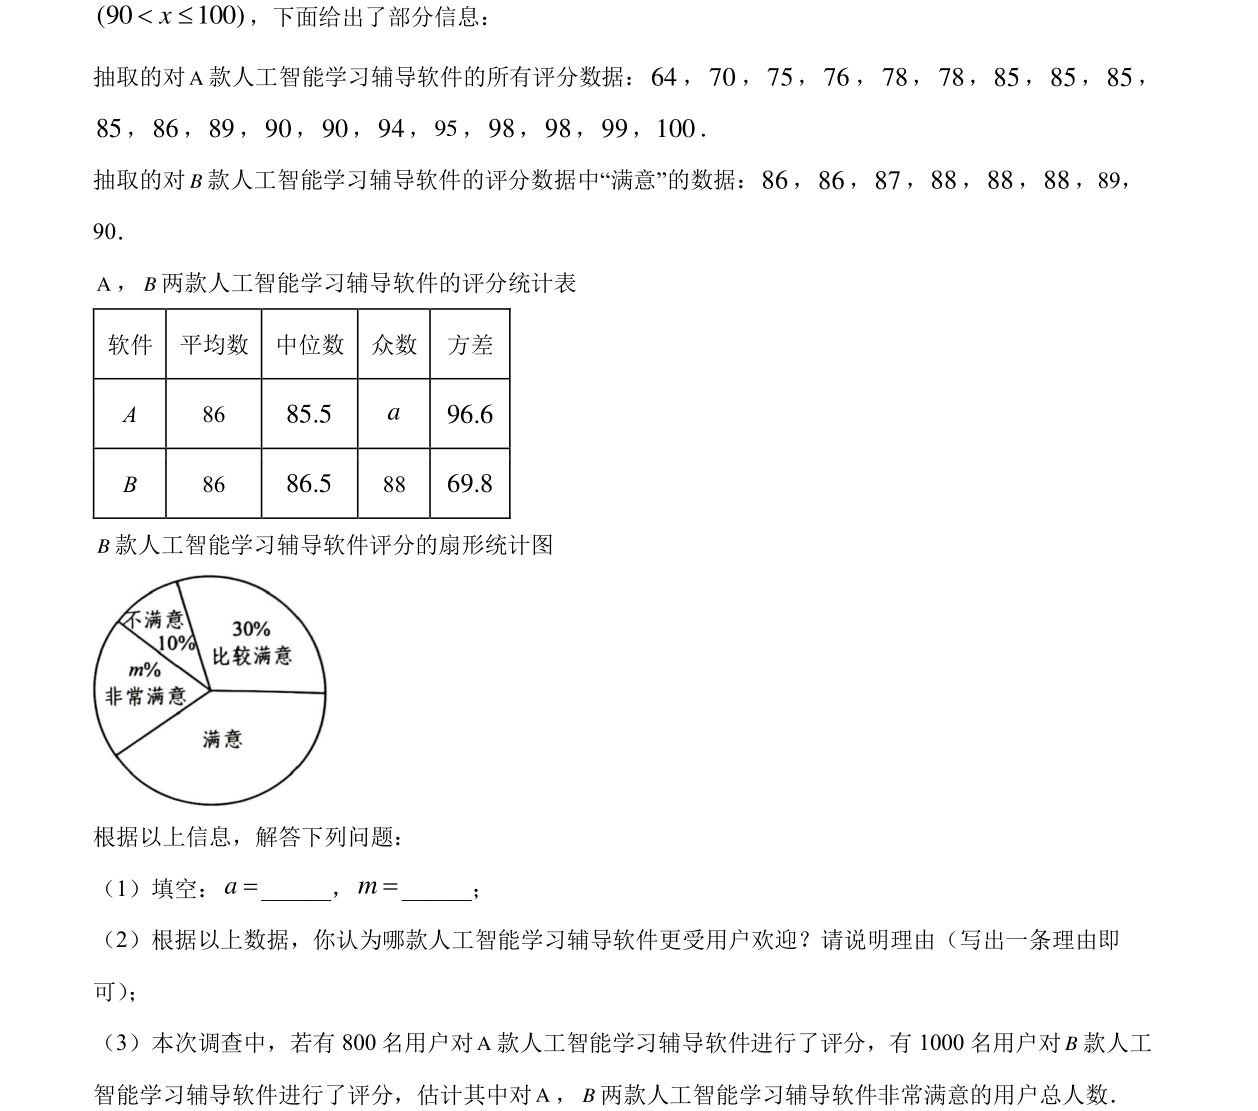 (90 < x ≤ 100)，下面给出了部分信息：
抽取的对 A 款人工智能学习辅导软件的所有评分数据：64，70，75，76，78，78，85，85，85，
85，86，89，90，90，94，95，98，98，99，100．
抽取的对 B 款人工智能学习辅导软件的评分数据中“满意”的数据：86，86，87，88，88，88，89，
90．
A，B 两款人工智能学习辅导软件的评分统计表
软件 平均数 中位数 众数 方差
A 86 85.5 a 96.6
B 86 86.5 88 69.8
B 款人工智能学习辅导软件评分的扇形统计图
不满意
10%
30%
比较满意
m%
非常满意
满意
根据以上信息，解答下列问题：
（1）填空：a = ______，m = ______；
（2）根据以上数据，你认为哪款人工智能学习辅导软件更受用户欢迎？请说明理由（写出一条理由即
可）；
（3）本次调查中，若有 800 名用户对 A 款人工智能学习辅导软件进行了评分，有 1000 名用户对 B 款人工
智能学习辅导软件进行了评分，估计其中对 A，B 两款人工智能学习辅导软件非常满意的用户总人数．